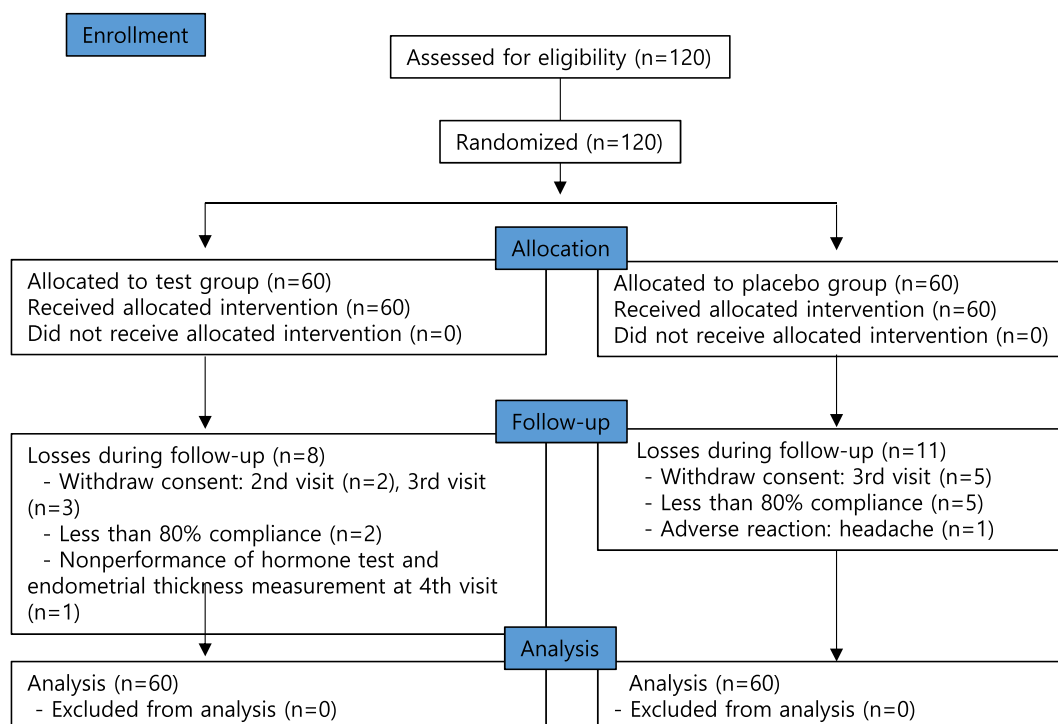 Enrollment
Assessed for eligibility (n=120)
Randomized (n=120)
Allocation
Allocated to test group (n=60)
Received allocated intervention (n=60)
Did not receive allocated intervention (n=0)
Allocated to placebo group (n=60)
Received allocated intervention (n=60)
Did not receive allocated intervention (n=0)
Follow-up
Losses during follow-up (n=8)
- Withdraw consent: 2nd visit (n=2), 3rd visit
(n=3)
- Less than 80% compliance (n=2)
- Nonperformance of hormone test and
endometrial thickness measurement at 4th visit
(n=1)
Losses during follow-up (n=11)
- Withdraw consent: 3rd visit (n=5)
- Less than 80% compliance (n=5)
- Adverse reaction: headache (n=1)
Analysis
Analysis (n=60)
- Excluded from analysis (n=0)
Analysis (n=60)
- Excluded from analysis (n=0)